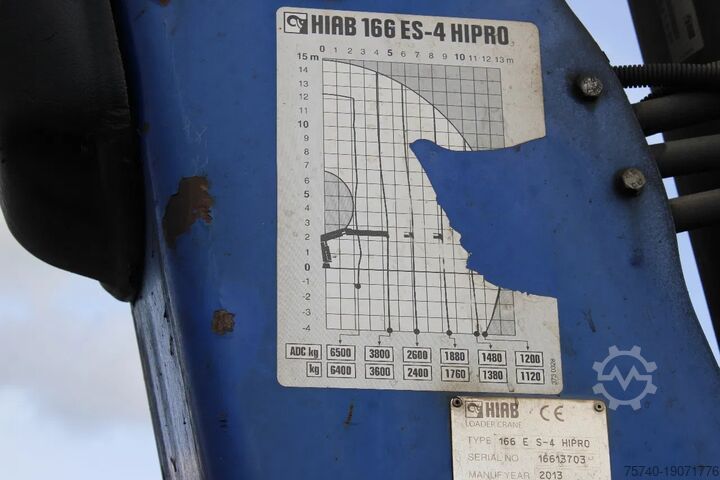 HIAB 166 ES-4 HIPRO
0 1 2 3 4 5 6 7 8 9 10 11 12 13 m
15 m
14
13
12
11
10
9
8
7
6
5
4
3
2
1
0
-1
-2
-3
-4
ADC kg 6500 3800 2600 1880 1480 1200
kg 6400 3600 2400 1760 1380 1120
HIAB CE
LOADER CRANE
TYPE 166 E S-4 HIPRO
SERIAL NO 16613703
MANUF YEAR 2013
75740-19071776